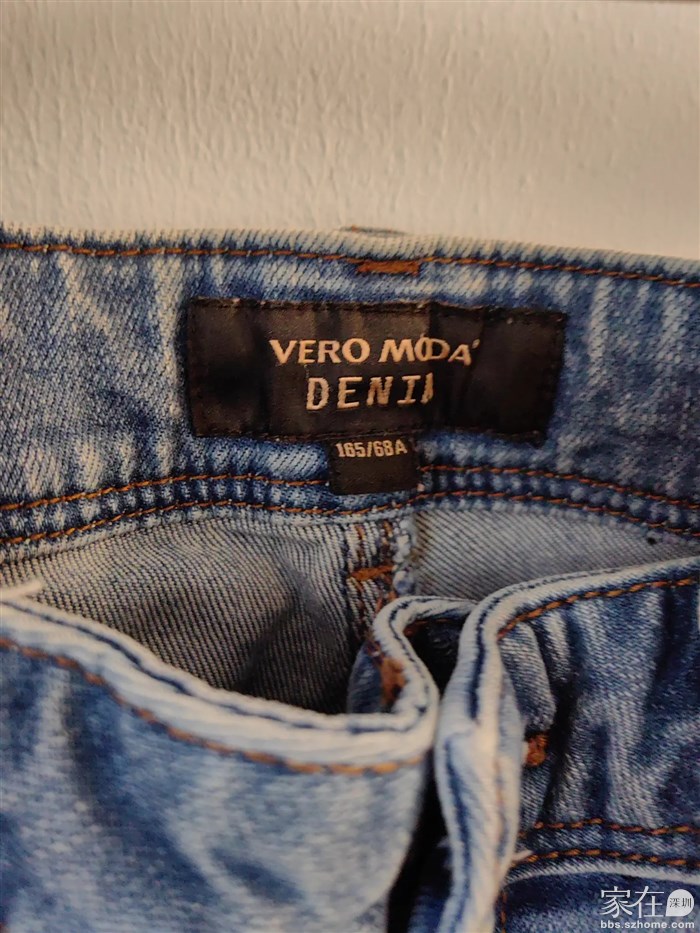 VERO MODA
DENIM
165/68A
家在深圳
bbs.szhome.com